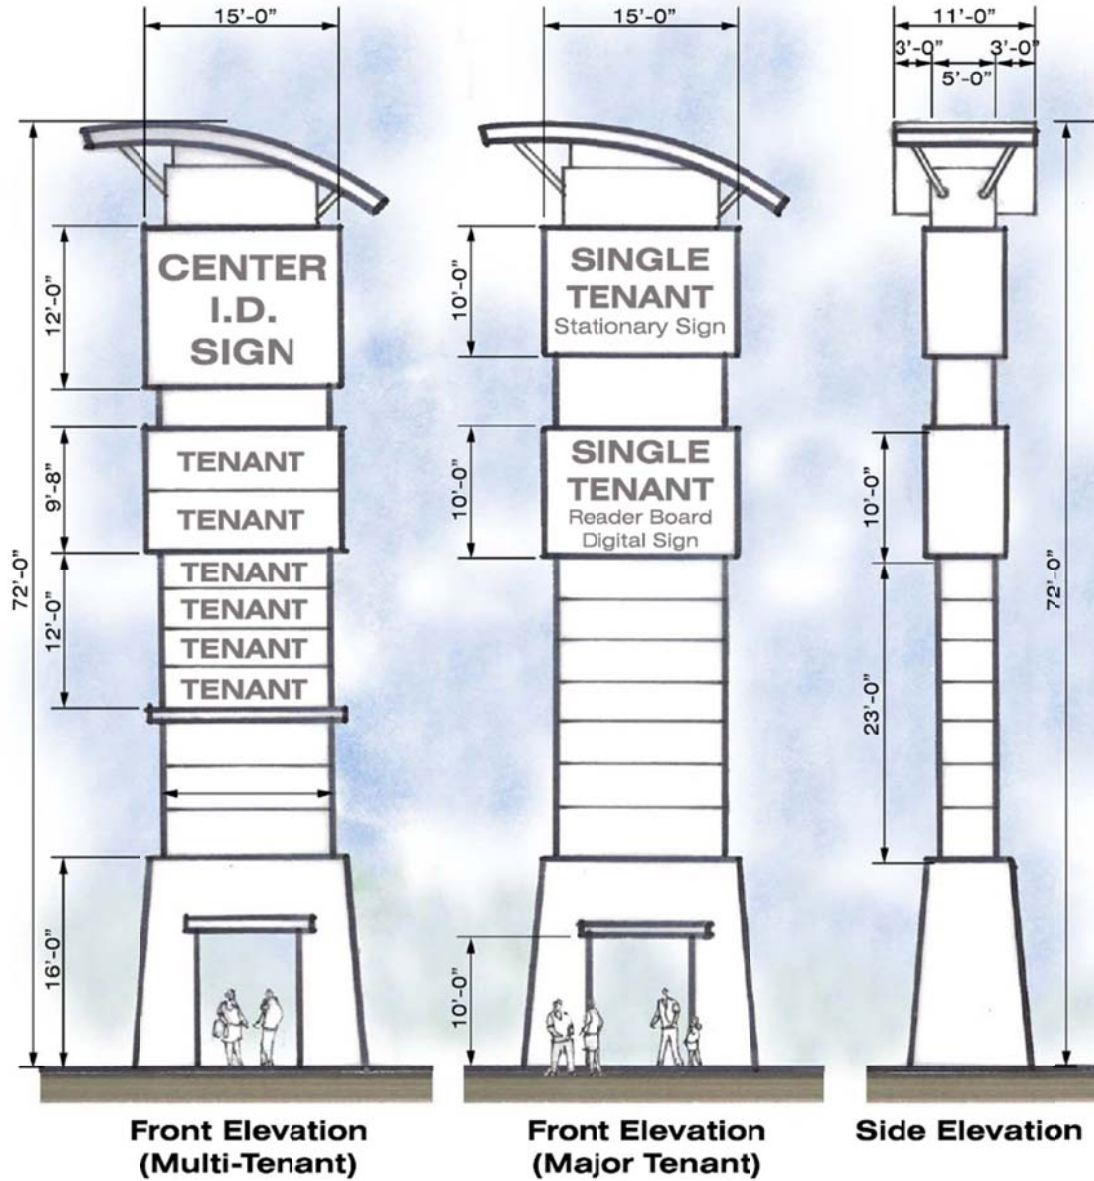 15'-0"
15'-0"
11'-0"
3'-0"
3'-0"
5'-0"
72'-0"
12'-0"
CENTER
I.D.
SIGN
9'-8"
TENANT
TENANT
12'-0"
TENANT
TENANT
TENANT
TENANT
16'-0"
10'-0"
SINGLE
TENANT
Stationary Sign
10'-0"
SINGLE
TENANT
Reader Board
Digital Sign
10'-0"
10'-0"
23'-0"
72'-0"
Front Elevation
(Multi-Tenant)
Front Elevation
(Major Tenant)
Side Elevation